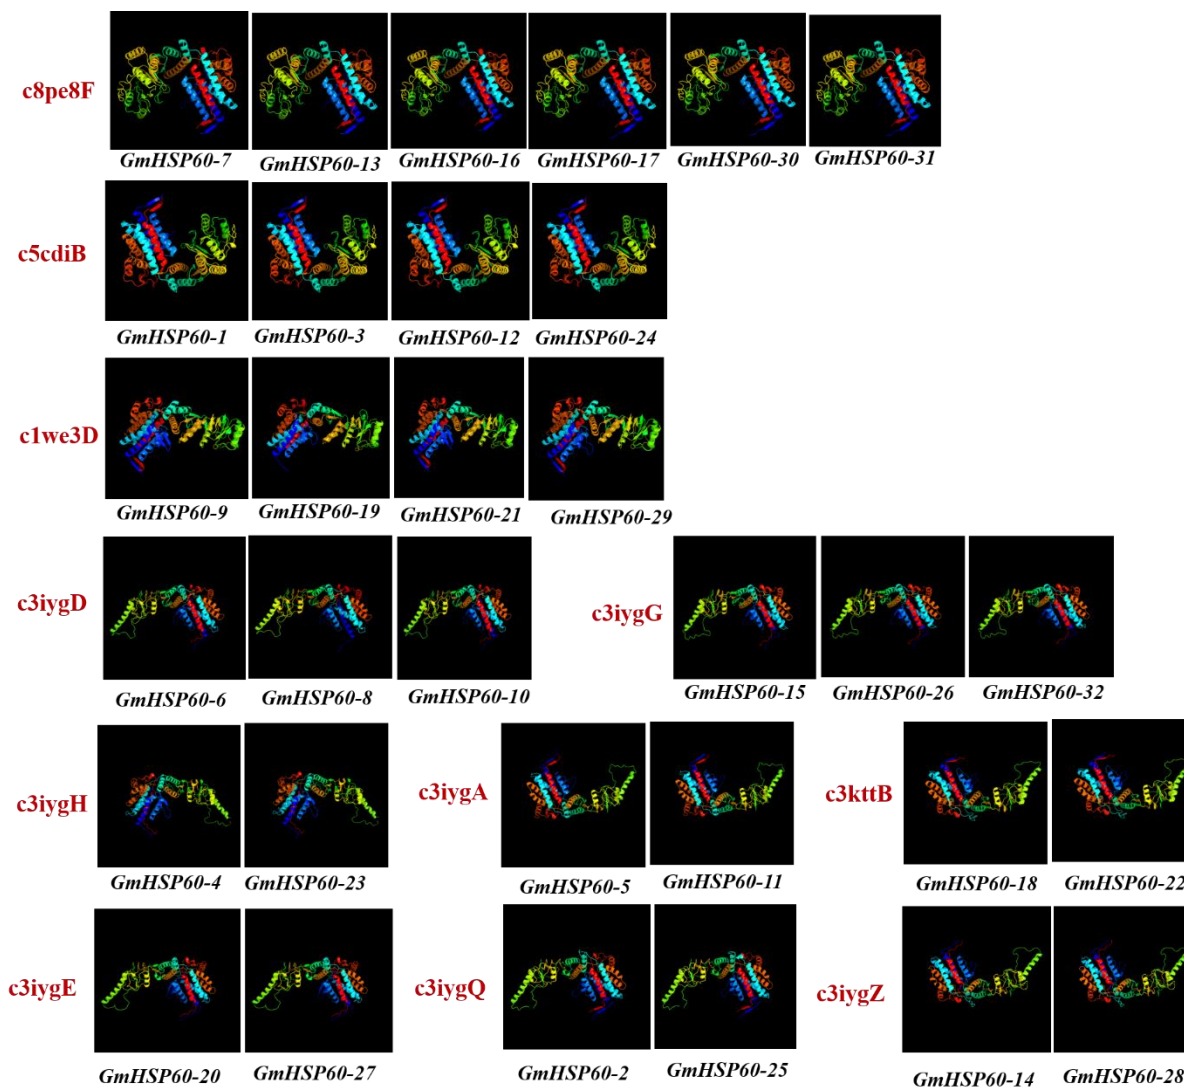 c8pe8F
GmHSP60-7 GmHSP60-13 GmHSP60-16 GmHSP60-17 GmHSP60-30 GmHSP60-31
c5cdiB
GmHSP60-1 GmHSP60-3 GmHSP60-12 GmHSP60-24
c1we3D
GmHSP60-9 GmHSP60-19 GmHSP60-21 GmHSP60-29
c3iygD
GmHSP60-6 GmHSP60-8 GmHSP60-10
c3iygG
GmHSP60-15 GmHSP60-26 GmHSP60-32
c3iygH
GmHSP60-4 GmHSP60-23
c3iygA
GmHSP60-5 GmHSP60-11
c3kttB
GmHSP60-18 GmHSP60-22
c3iygE
GmHSP60-20 GmHSP60-27
c3iygQ
GmHSP60-2 GmHSP60-25
c3iygZ
GmHSP60-14 GmHSP60-28